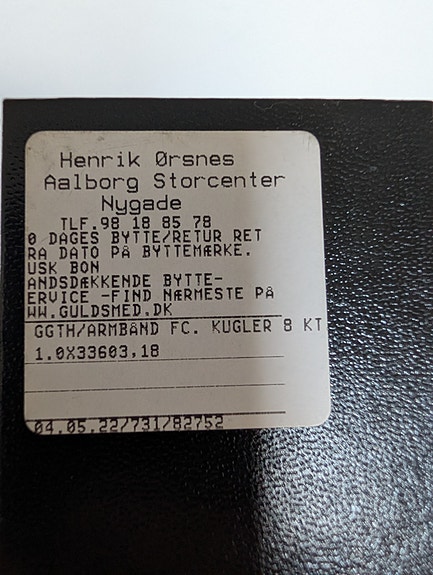 Henrik Ørsnes
Aalborg Storcenter
Nygade
TLF.98 18 85 78
0 DAGES BYTTE/RETUR RET
RA DATO PÅ BYTTEMÆRKE.
USK BON
ANDSDÆKKENDE BYTTE-
ERVICE -FIND NÆRMESTE PÅ
WW.GULDSMED.DK
GGTH/ARMBÅND FC. KUGLER 8 KT
1.0X33603,18
04.05.22/731/82752